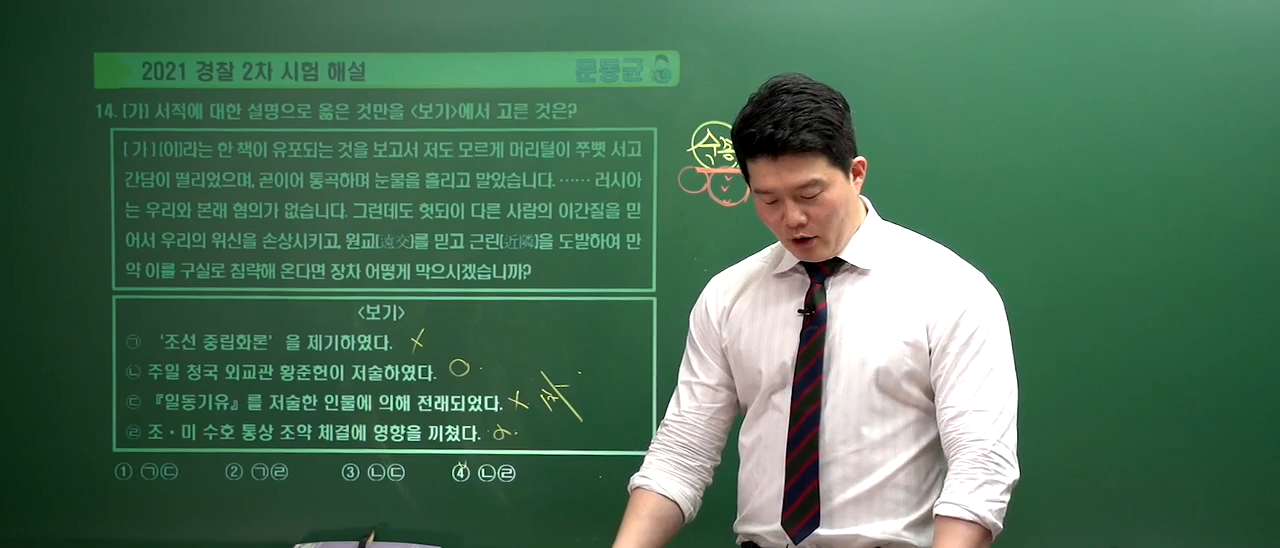 2021 경찰 2차 시험 해설
문동균
14. (가) 서적에 대한 설명으로 옳은 것만을 <보기>에서 고른 것은?
[ 가 ] (이)라는 한 책이 유포되는 것을 보고서 저도 모르게 머리털이 쭈뼛 서고
간담이 떨리었으며, 곧이어 통곡하며 눈물을 흘리고 말았습니다. …… 러시아
는 우리와 본래 혐의가 없습니다. 그런데도 헛되이 다른 사람의 이간질을 믿
어서 우리의 위신을 손상시키고, 원교(遠交)를 믿고 근린(近隣)을 도발하여 만
약 이를 구실로 침략해 온다면 장차 어떻게 막으시겠습니까?
<보기>
㉠ '조선 중립화론' 을 제기하였다. X
㉡ 주일 청국 외교관 황준헌이 저술하였다. O
㉢ 『일동기유』를 저술한 인물에 의해 전래되었다. X
㉣ 조·미 수호 통상 조약 체결에 영향을 끼쳤다.
① ㉠㉢ ② ㉠㉣ ③ ㉡㉢ ④ ㉡㉣